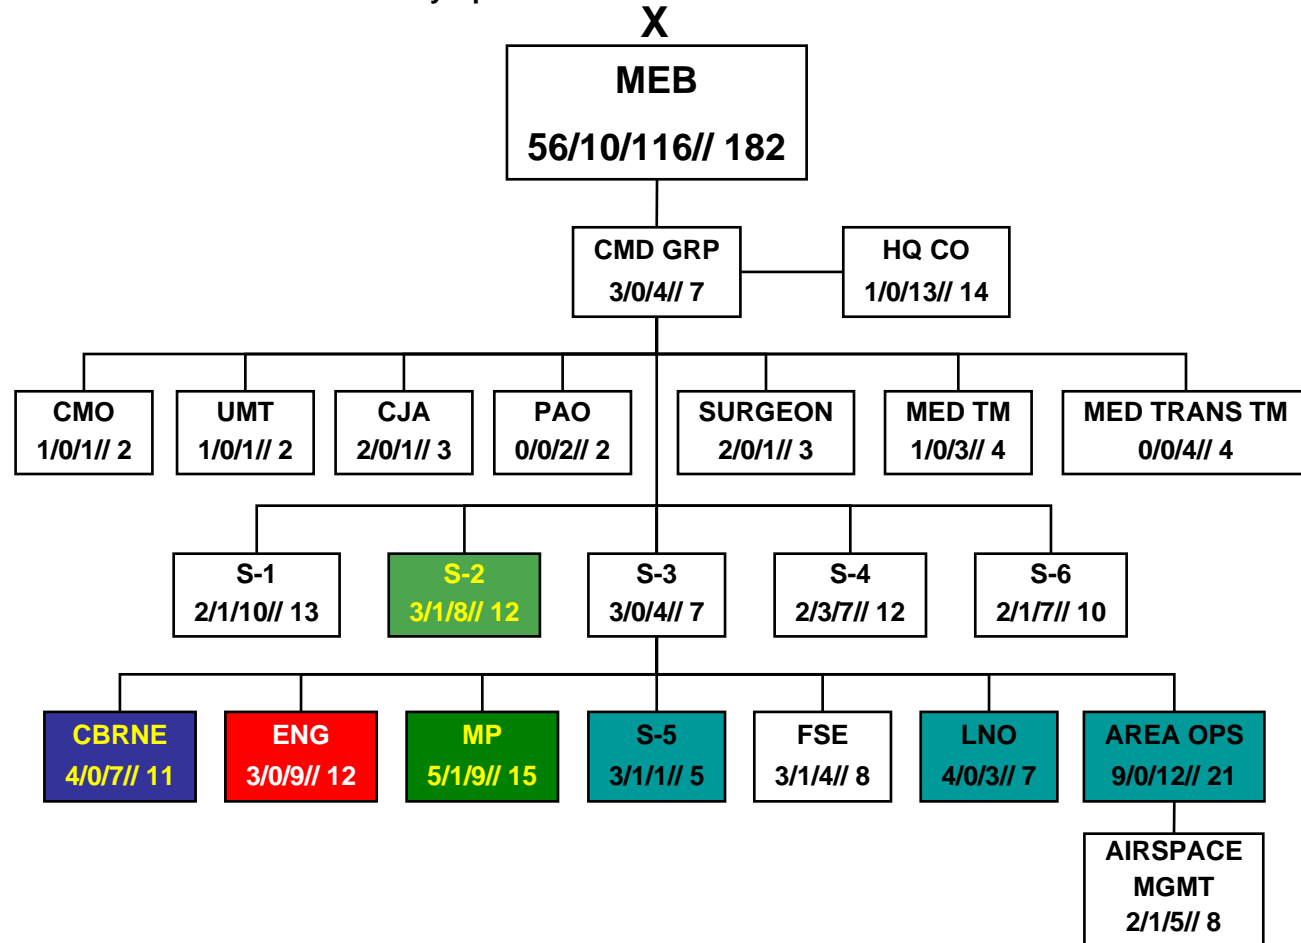 X
MEB
56/10/116// 182
CMD GRP
3/0/4// 7
HQ CO
1/0/13// 14
CMO
1/0/1// 2
UMT
1/0/1// 2
CJA
2/0/1// 3
PAO
0/0/2// 2
SURGEON
2/0/1// 3
MED TM
1/0/3// 4
MED TRANS TM
0/0/4// 4
S-1
2/1/10// 13
S-2
3/1/8// 12
S-3
3/0/4// 7
S-4
2/3/7// 12
S-6
2/1/7// 10
CBRNE
4/0/7// 11
ENG
3/0/9// 12
MP
5/1/9// 15
S-5
3/1/1// 5
FSE
3/1/4// 8
LNO
4/0/3// 7
AREA OPS
9/0/12// 21
AIRSPACE
MGMT
2/1/5// 8